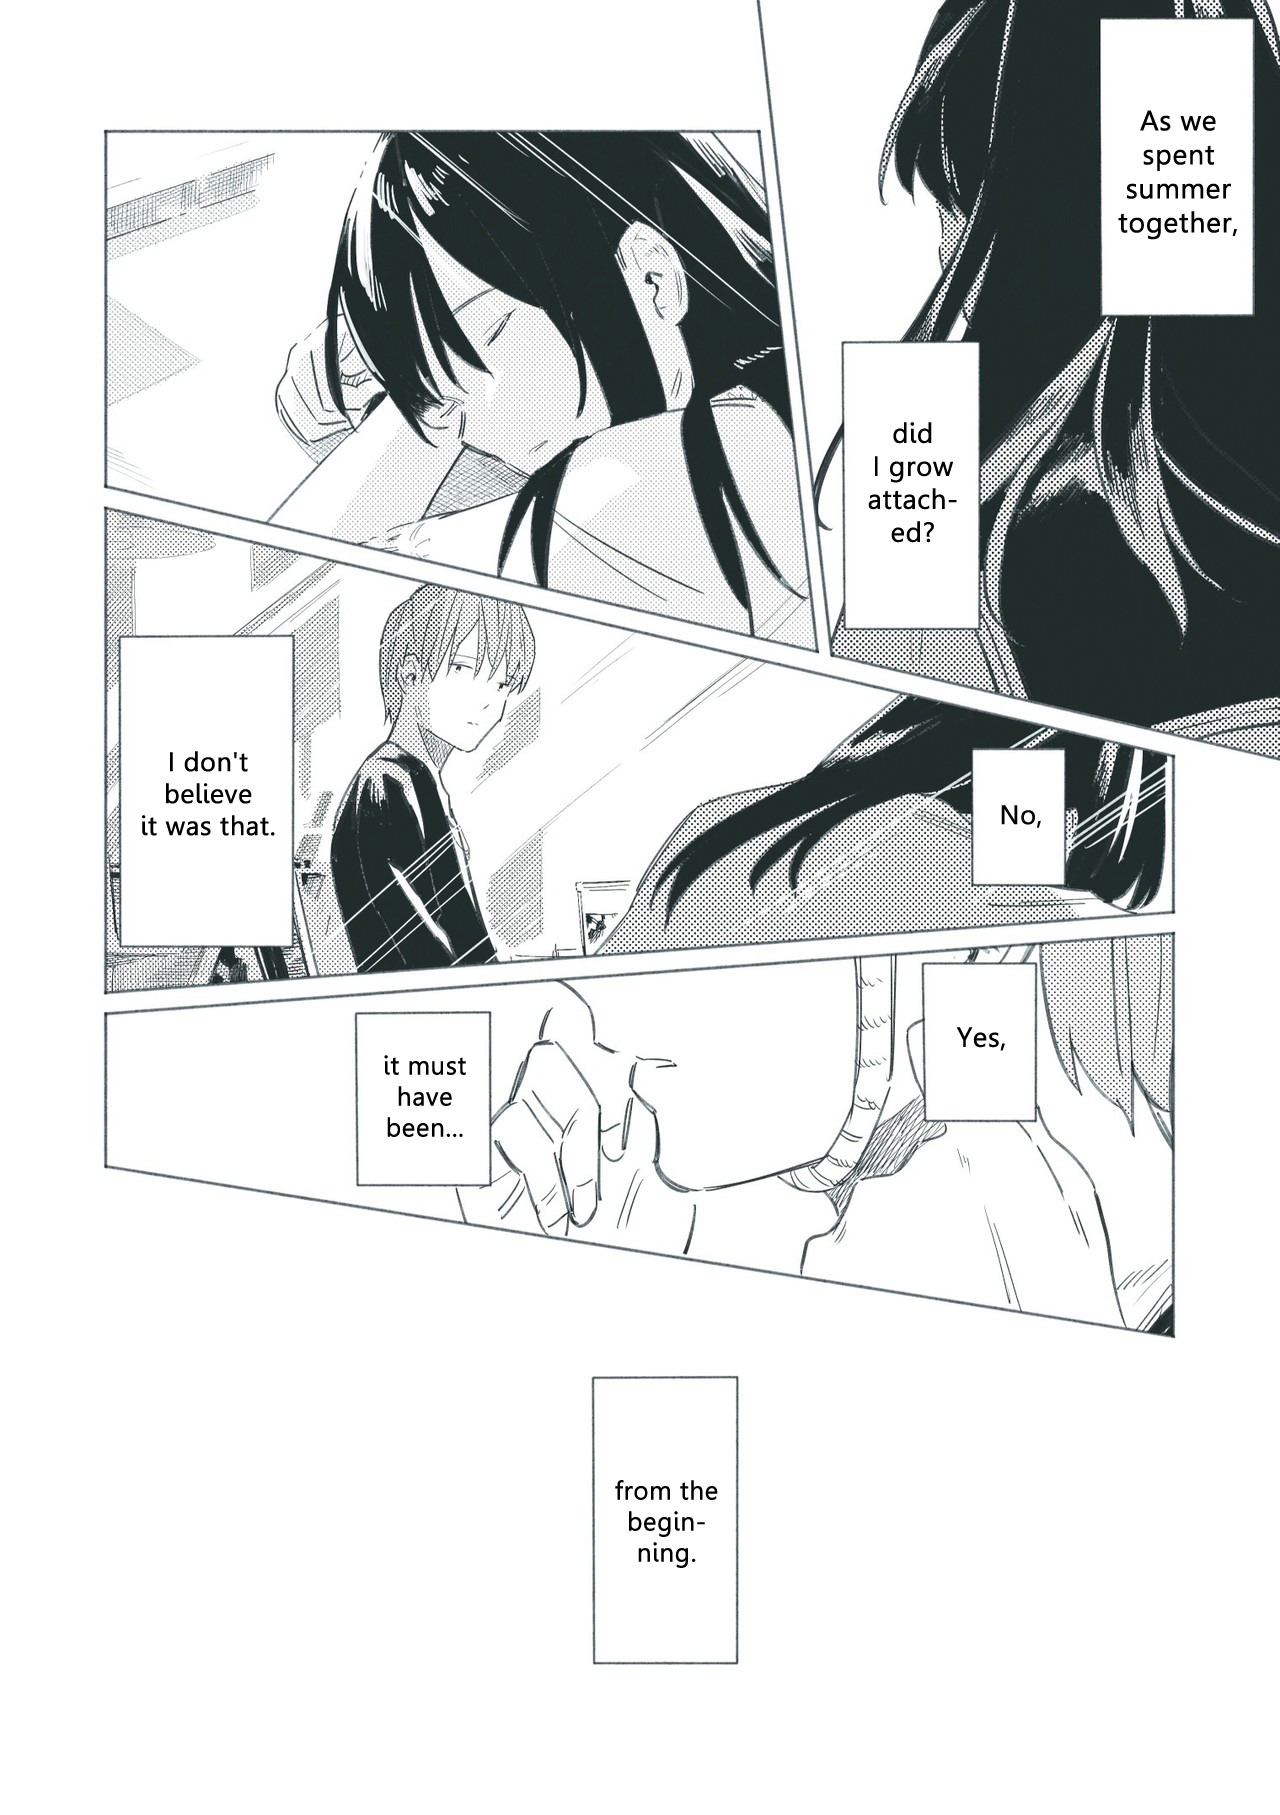 As we
spent
summer
together,
did
I grow
attach-
ed?
No,
I don't
believe
it was that.
Yes,
it must
have
been...
from the
begin-
ning.